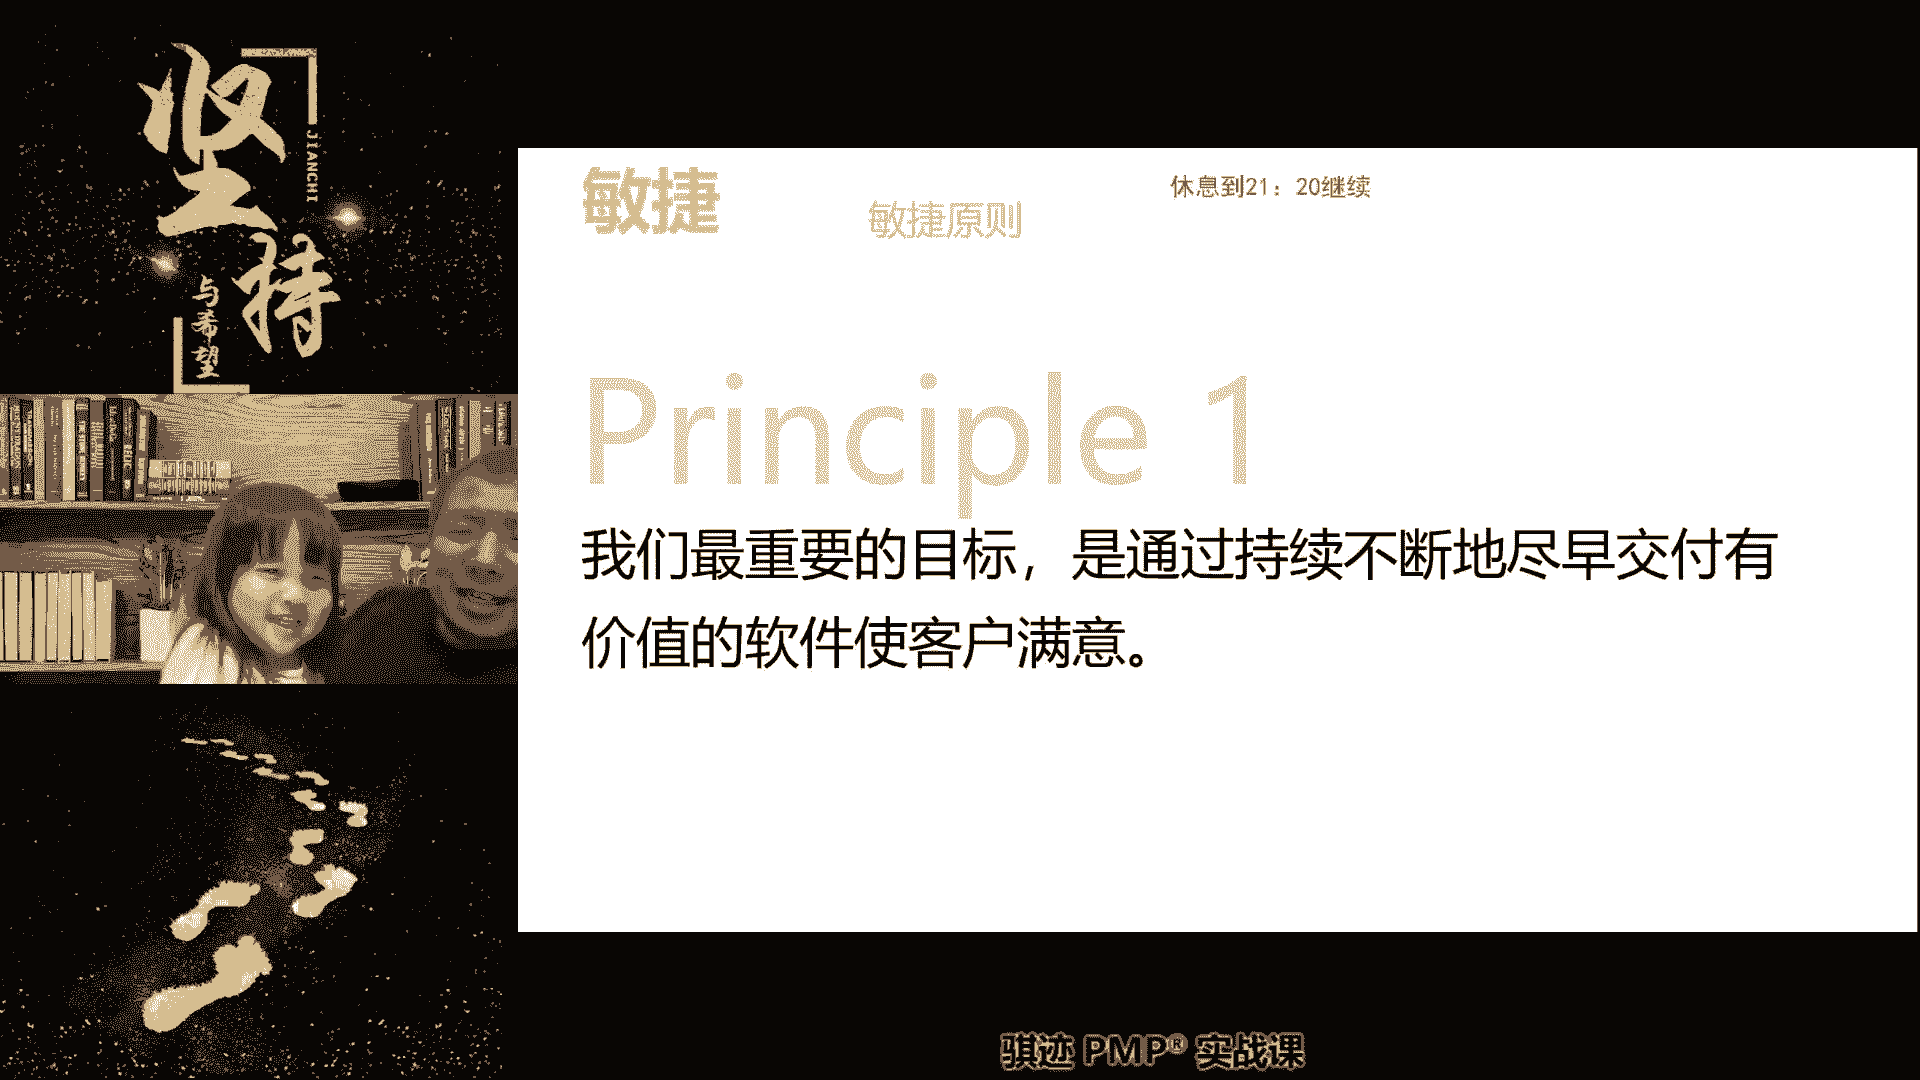 坚持
JIANCHI
与希望
敏捷
敏捷原则
休息到21：20继续
Principle 1
我们最重要的目标，是通过持续不断地尽早交付有
价值的软件使客户满意。
骐迹 PMP® 实战课